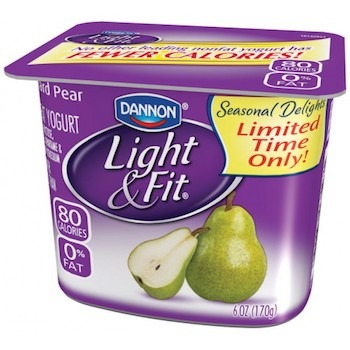 No other leading nonfat yogurt has
FEWER CALORIES!
80
CALORIES
0%
FAT
rd Pear
YOGURT
80
CALORIES
0%
FAT
DANNON®
Light
& Fit®
Seasonal Delights
Limited
Time
Only!
6 OZ (170g)